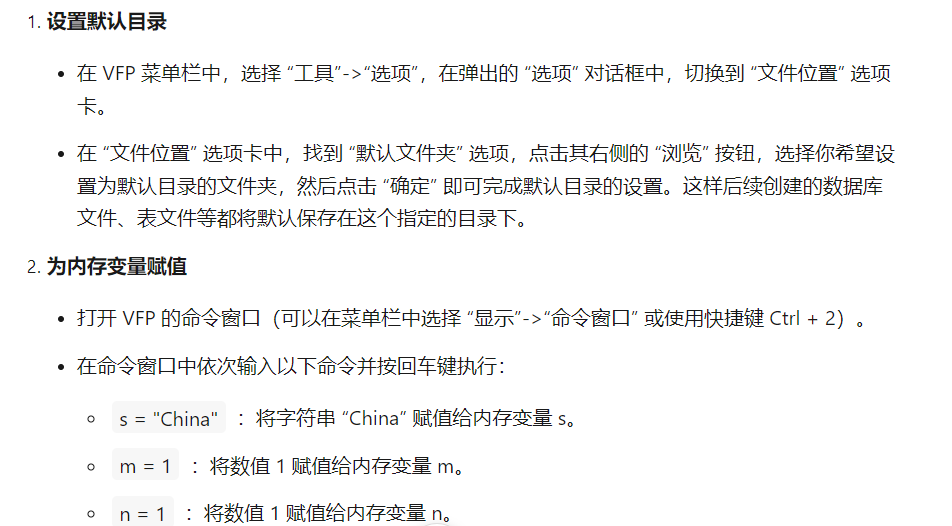 1. 设置默认目录
• 在 VFP 菜单栏中，选择 “工具”->“选项”，在弹出的 “选项” 对话框中，切换到 “文件位置” 选项
卡。
• 在 “文件位置” 选项卡中，找到 “默认文件夹” 选项，点击其右侧的 “浏览” 按钮，选择你希望设
置为默认目录的文件夹，然后点击 “确定” 即可完成默认目录的设置。这样后续创建的数据库
文件、表文件等都将默认保存在这个指定的目录下。
2. 为内存变量赋值
• 打开 VFP 的命令窗口（可以在菜单栏中选择 “显示”->“命令窗口” 或使用快捷键 Ctrl + 2）。
• 在命令窗口中依次输入以下命令并按回车键执行：
◦ s = "China" ：将字符串 “China” 赋值给内存变量 s。
◦ m = 1 ：将数值 1 赋值给内存变量 m。
◦ n = 1 ：将数值 1 赋值给内存变量 n。